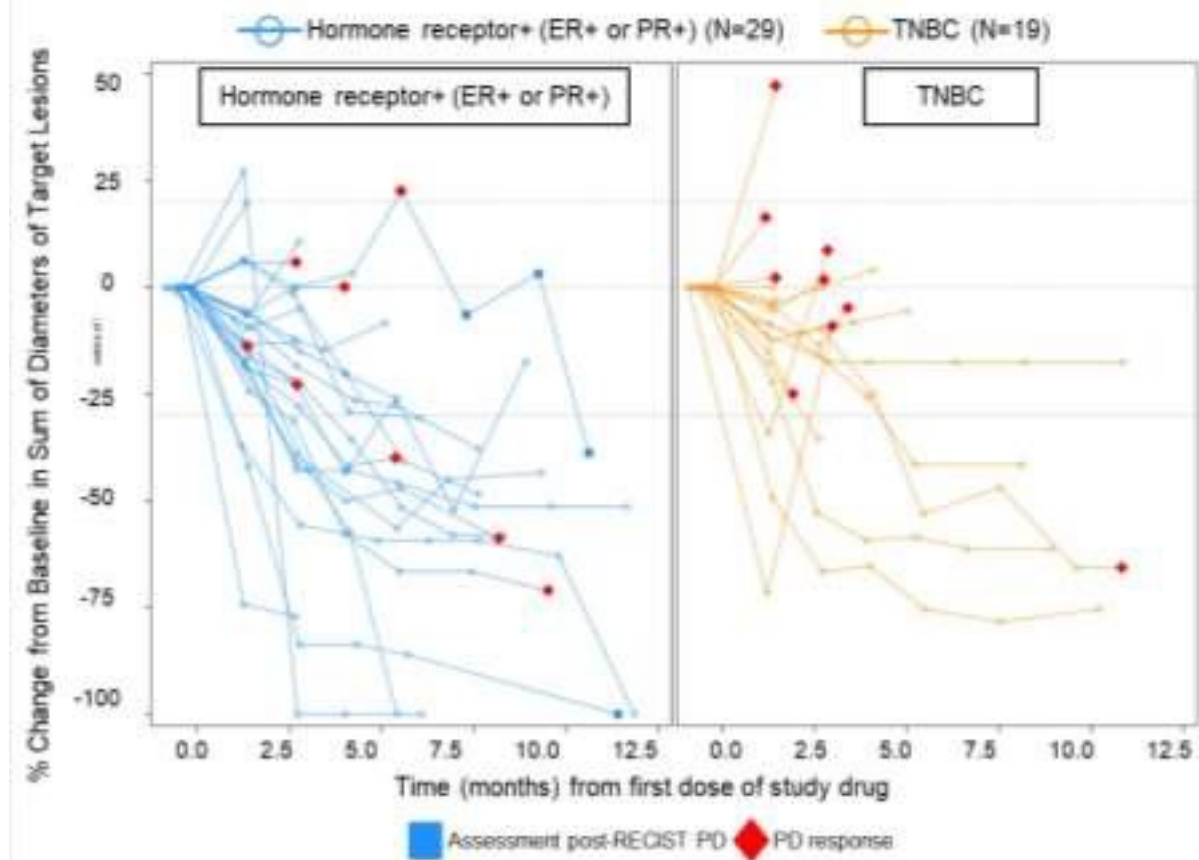 Hormone receptor+ (ER+ or PR+) (N=29) TNBC (N=19)
% Change from Baseline in Sum of Diameters of Target Lesions
Hormone receptor+ (ER+ or PR+)
TNBC
50
25
0
-25
-50
-75
-100
0.0 2.5 5.0 7.5 10.0 12.5 0.0 2.5 5.0 7.5 10.0 12.5
Time (months) from first dose of study drug
Assessment post-RECIST PD PD response